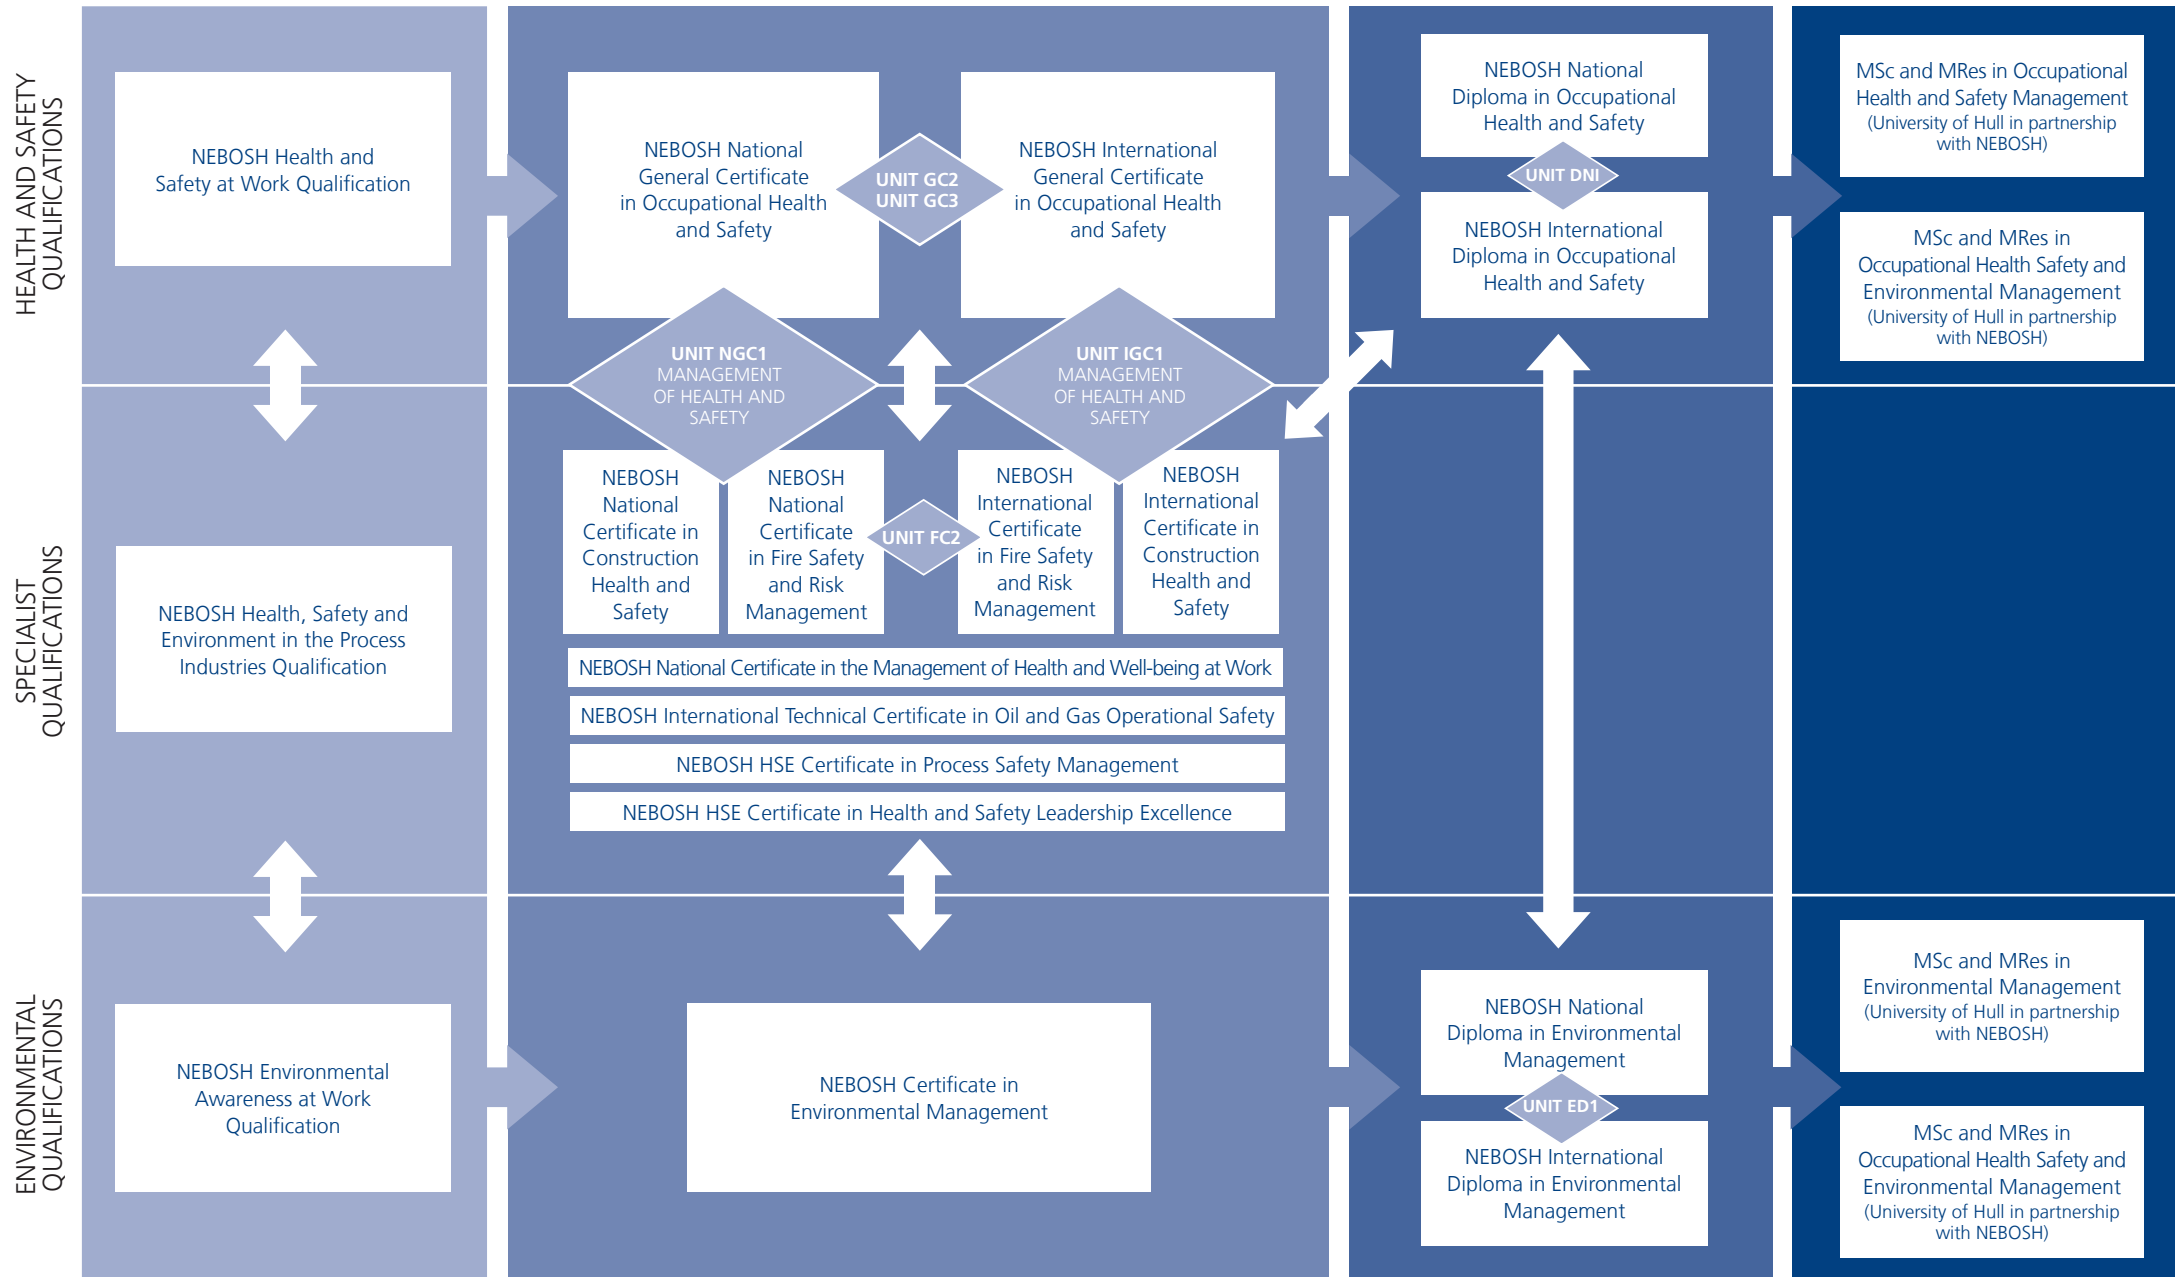 HEALTH AND SAFETY
QUALIFICATIONS
NEBOSH Health and
Safety at Work Qualification
NEBOSH National
General Certificate
in Occupational Health
and Safety
UNIT GC2
UNIT GC3
NEBOSH International
General Certificate
in Occupational Health
and Safety
NEBOSH National
Diploma in Occupational
Health and Safety
UNIT DNI
NEBOSH International
Diploma in Occupational
Health and Safety
MSc and MRes in Occupational
Health and Safety Management
(University of Hull in partnership
with NEBOSH)
MSc and MRes in
Occupational Health Safety and
Environmental Management
(University of Hull in partnership
with NEBOSH)
UNIT NGC1
MANAGEMENT
OF HEALTH AND
SAFETY
UNIT IGC1
MANAGEMENT
OF HEALTH AND
SAFETY
SPECIALIST
QUALIFICATIONS
NEBOSH Health, Safety and
Environment in the Process
Industries Qualification
NEBOSH
National
Certificate in
Construction
Health and
Safety
NEBOSH
National
Certificate
in Fire Safety
and Risk
Management
UNIT FC2
NEBOSH
International
Certificate
in Fire Safety
and Risk
Management
NEBOSH
International
Certificate in
Construction
Health and
Safety
NEBOSH National Certificate in the Management of Health and Well-being at Work
NEBOSH International Technical Certificate in Oil and Gas Operational Safety
NEBOSH HSE Certificate in Process Safety Management
NEBOSH HSE Certificate in Health and Safety Leadership Excellence
ENVIRONMENTAL
QUALIFICATIONS
NEBOSH Environmental
Awareness at Work
Qualification
NEBOSH Certificate in
Environmental Management
NEBOSH National
Diploma in Environmental
Management
UNIT ED1
NEBOSH International
Diploma in Environmental
Management
MSc and MRes in
Environmental Management
(University of Hull in partnership
with NEBOSH)
MSc and MRes in
Occupational Health Safety and
Environmental Management
(University of Hull in partnership
with NEBOSH)